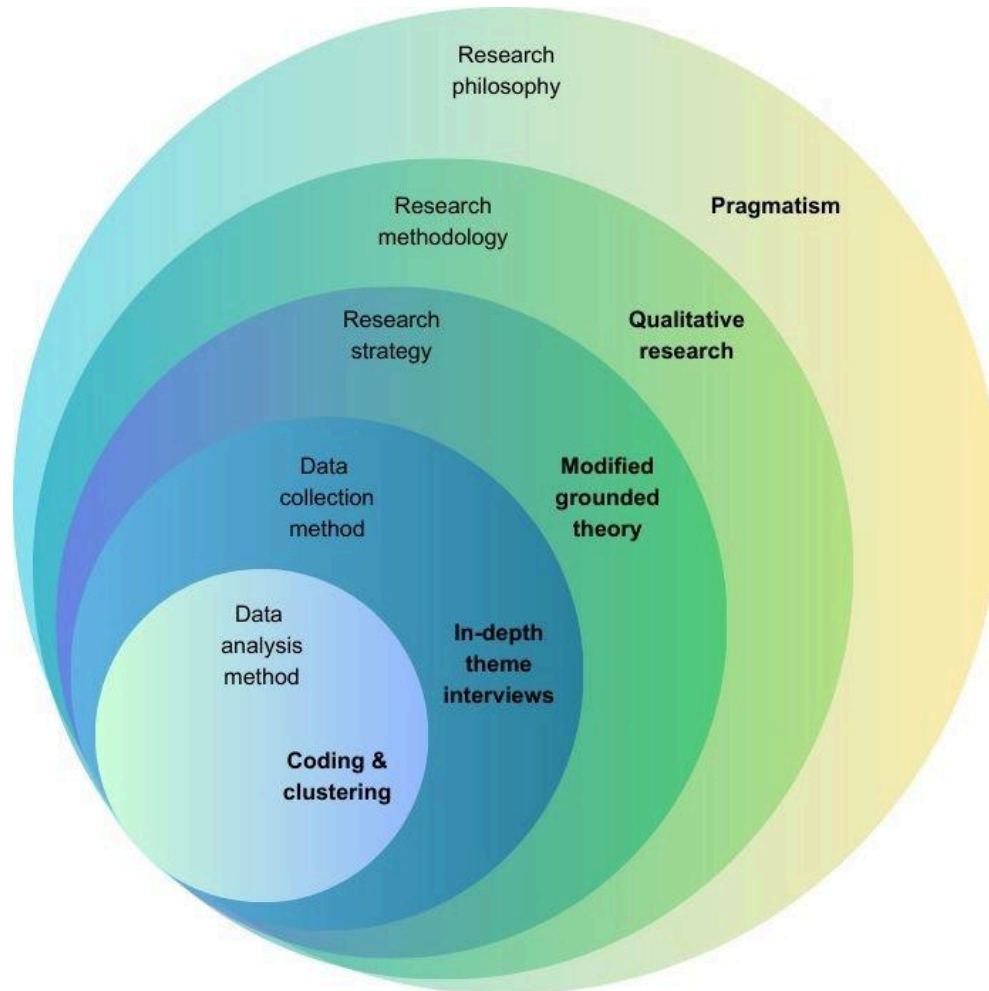 Research
philosophy
Pragmatism
Research
methodology
Qualitative
research
Research
strategy
Modified
grounded
theory
Data
collection
method
In-depth
theme
interviews
Data
analysis
method
Coding &
clustering